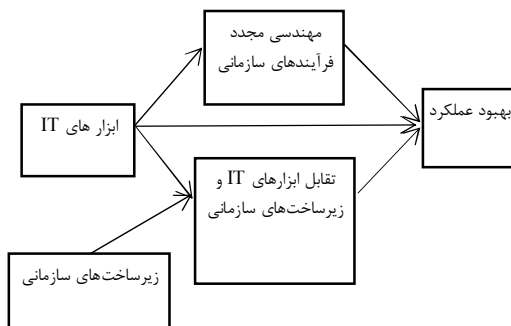 مهندسی مجدد
فرآیندهای سازمانی
ابزار های IT
بهبود عملکرد
تقابل ابزارهای IT و
زیرساخت‌های سازمانی
زیرساخت‌های سازمانی